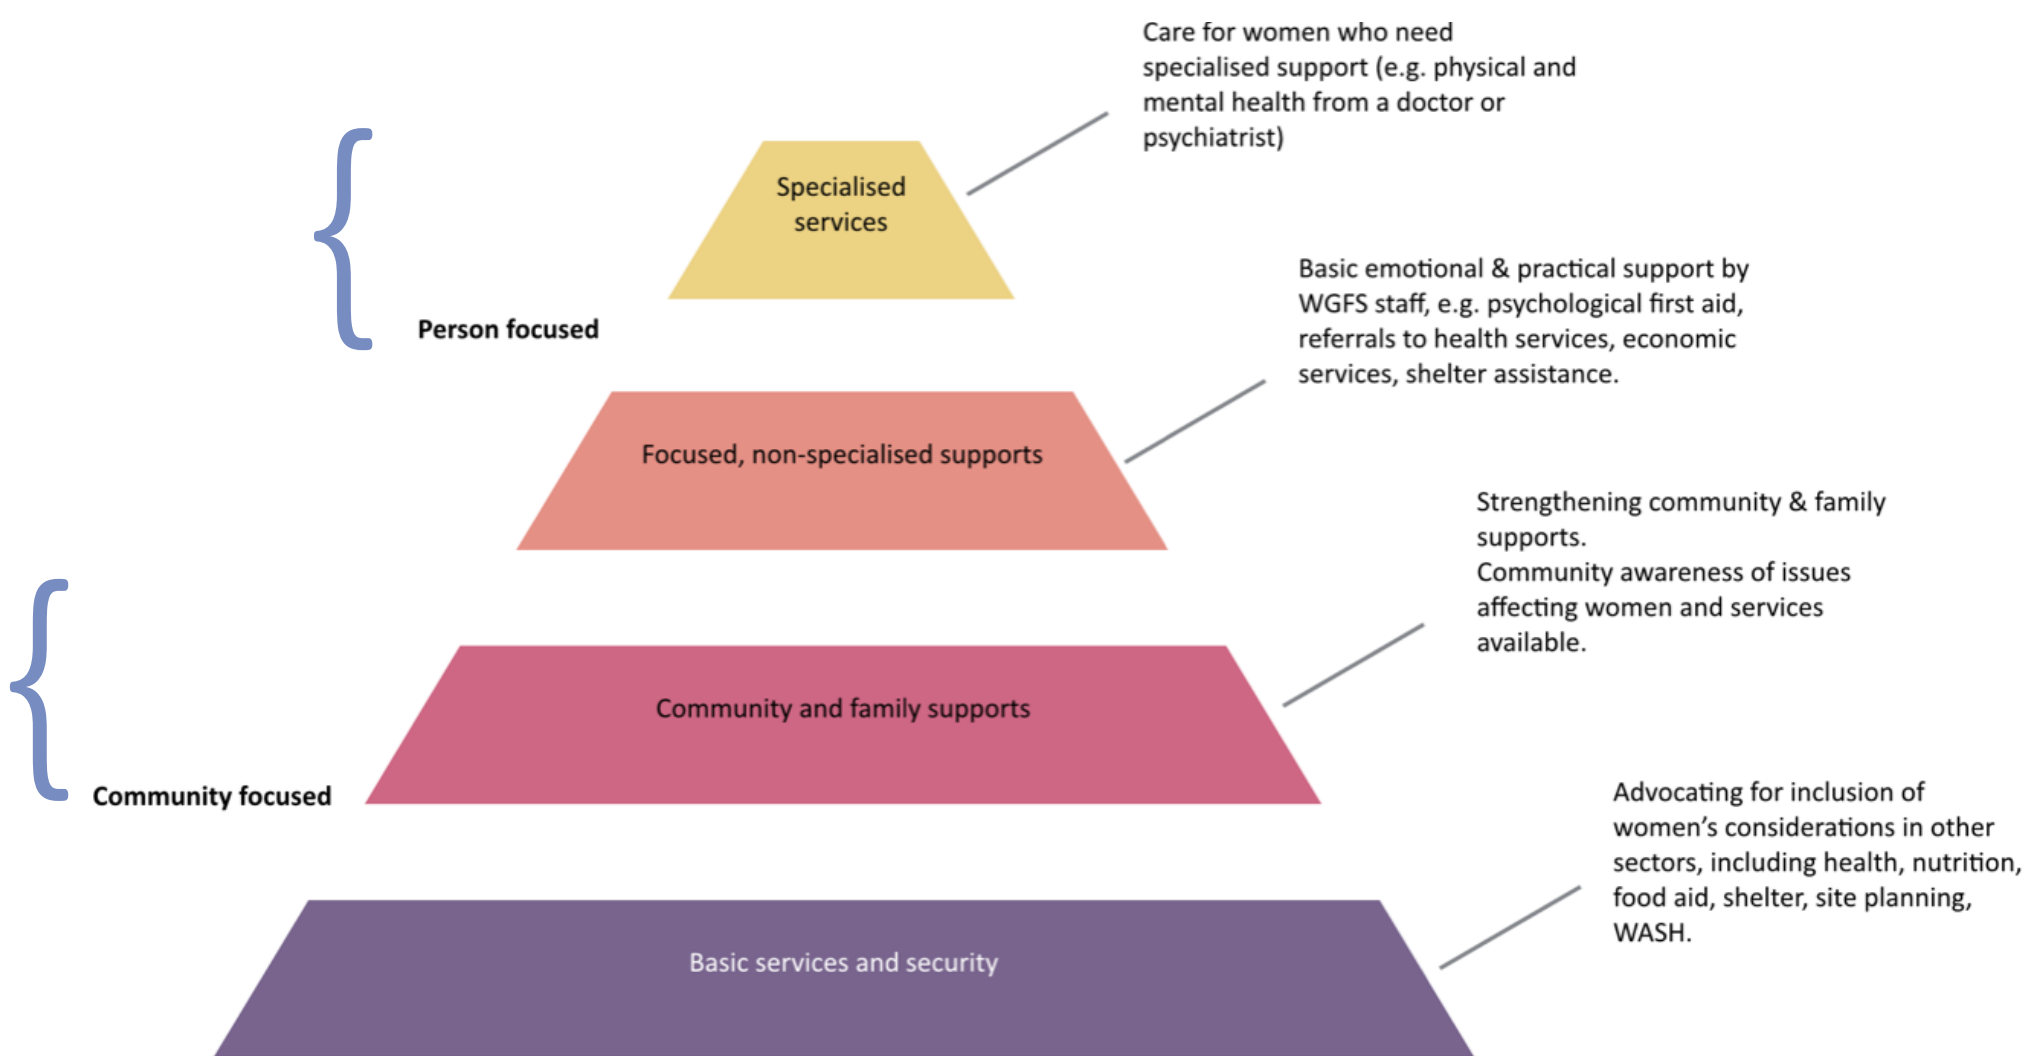 Care for women who need
specialised support (e.g. physical and
mental health from a doctor or
psychiatrist)
Specialised
services
Person focused
Basic emotional & practical support by
WGFS staff, e.g. psychological first aid,
referrals to health services, economic
services, shelter assistance.
Focused, non-specialised supports
Strengthening community & family
supports.
Community awareness of issues
affecting women and services
available.
Community and family supports
Community focused
Advocating for inclusion of
women’s considerations in other
sectors, including health, nutrition,
food aid, shelter, site planning,
WASH.
Basic services and security